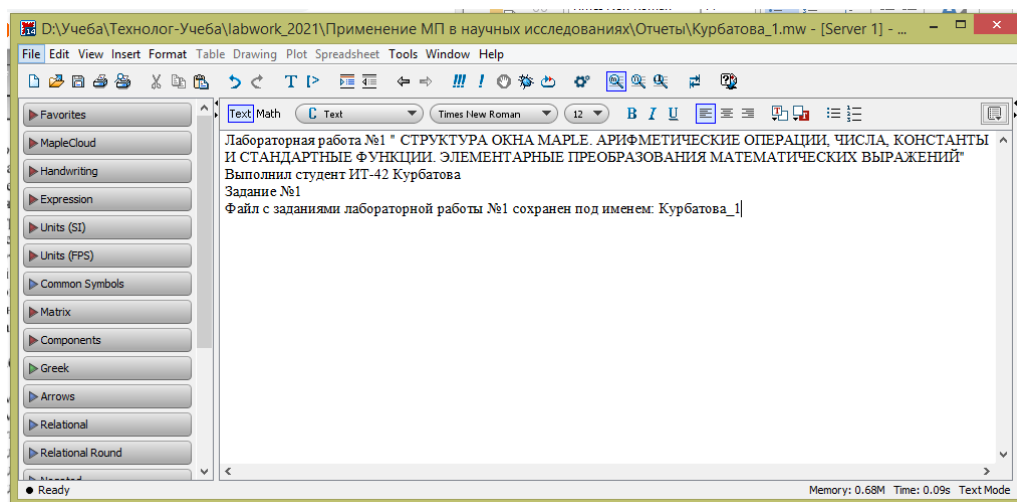 D:\Учеба\Технолог-Учеба\labwork_2021\Применение МП в научных исследованиях\Отчеты\Курбатова_1.mw - [Server 1] - ...
File Edit View Insert Format Table Drawing Plot Spreadsheet Tools Window Help
Text Math C Text Times New Roman 12 B I U
Favorites
MapleCloud
Handwriting
Expression
Units (SI)
Units (FPS)
Common Symbols
Matrix
Components
Greek
Arrows
Relational
Relational Round
Лабораторная работа №1 " СТРУКТУРА ОКНА MAPLE. АРИФМЕТИЧЕСКИЕ ОПЕРАЦИИ, ЧИСЛА, КОНСТАНТЫ
И СТАНДАРТНЫЕ ФУНКЦИИ. ЭЛЕМЕНТАРНЫЕ ПРЕОБРАЗОВАНИЯ МАТЕМАТИЧЕСКИХ ВЫРАЖЕНИЙ"
Выполнил студент ИТ-42 Курбатова
Задание №1
Файл с заданиями лабораторной работы №1 сохранен под именем: Курбатова_1
Ready
Memory: 0.68M Time: 0.09s Text Mode